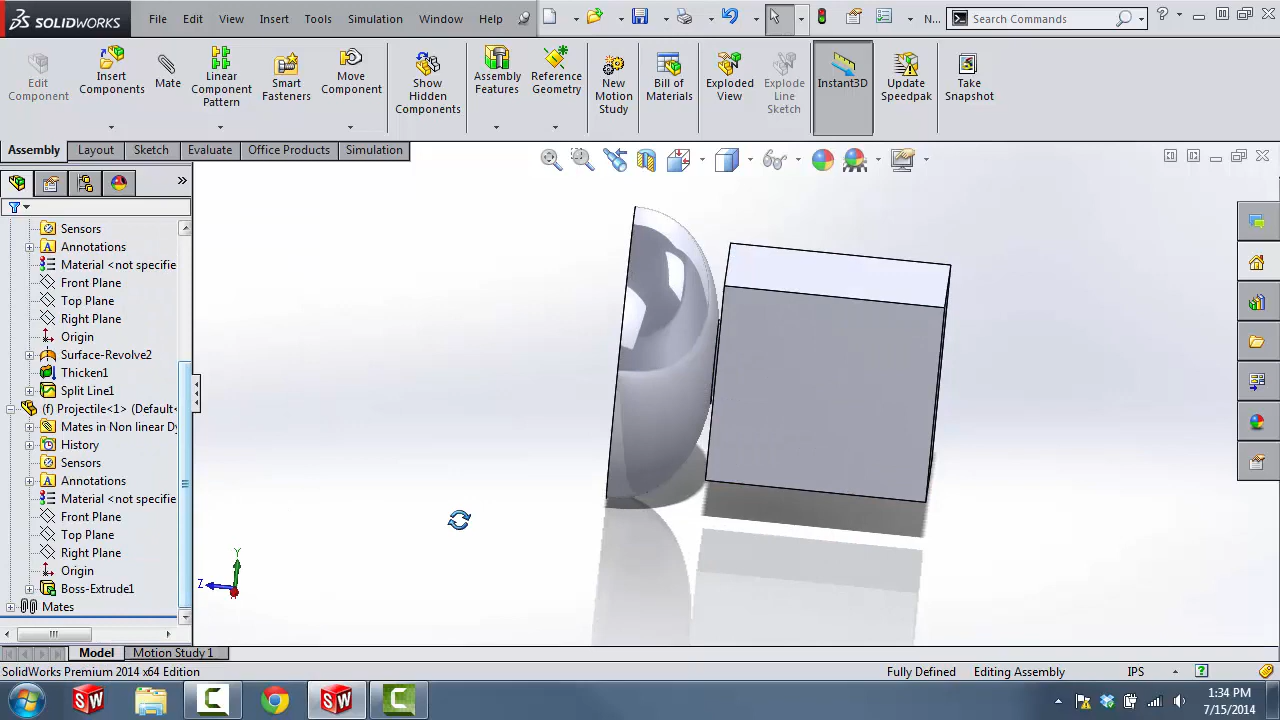 SOLIDWORKS File Edit View Insert Tools Simulation Window Help N... Search Commands ?
Edit Component
Insert Components
Mate
Linear Component Pattern
Smart Fasteners
Move Component
Show Hidden Components
Assembly Features
Reference Geometry
New Motion Study
Bill of Materials
Exploded View
Explode Line Sketch
Instant3D
Update Speedpak
Take Snapshot
Assembly Layout Sketch Evaluate Office Products Simulation
Sensors
Annotations
Material <not specifie
Front Plane
Top Plane
Right Plane
Origin
Surface-Revolve2
Thicken1
Split Line1
(f) Projectile<1> (Default<
Mates in Non linear Dy
History
Sensors
Annotations
Material <not specifie
Front Plane
Top Plane
Right Plane
Origin
Boss-Extrude1
Mates
Y
Z
Model Motion Study 1
SolidWorks Premium 2014 x64 Edition Fully Defined Editing Assembly IPS ?
1:34 PM
7/15/2014